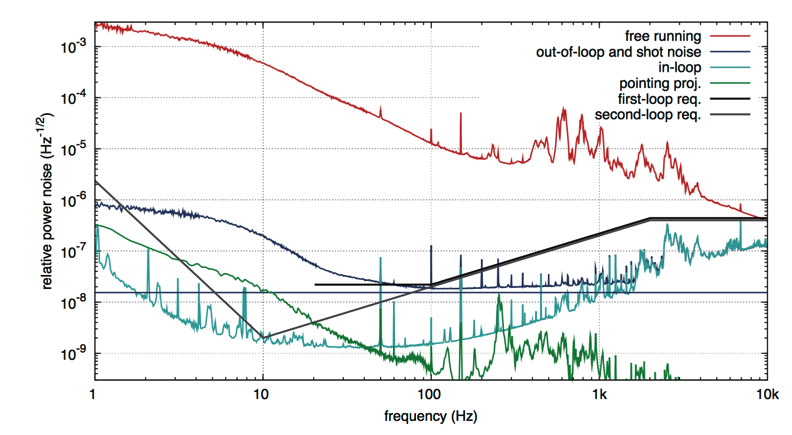 free running
out-of-loop and shot noise
in-loop
pointing proj.
first-loop req.
second-loop req.
relative power noise (Hz^-1/2)
10^-3
10^-4
10^-5
10^-6
10^-7
10^-8
10^-9
1 10 100 1k 10k
frequency (Hz)